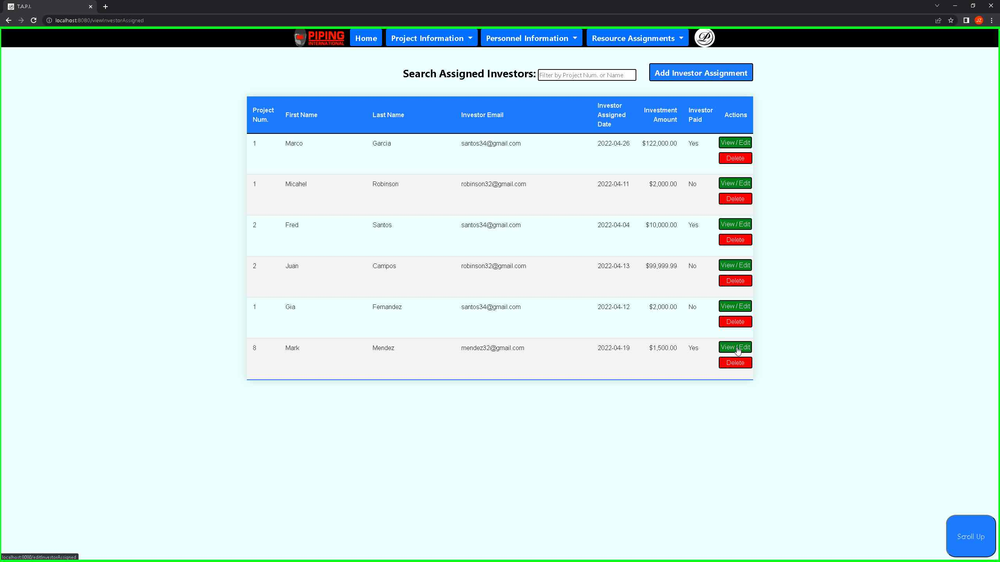 T.A.P.I.
localhost:8080/viewInvestorAssigned
JZ
PIPING
INTERNATIONAL
Home
Project Information
Personnel Information
Resource Assignments
P
Search Assigned Investors:
Filter by Project Num. or Name
Add Investor Assignment
Project Num. First Name Last Name Investor Email Investor Assigned Date Investment Amount Investor Paid Actions
1 Marco Garcia santos34@gmail.com 2022-04-26 $122,000.00 Yes View / Edit
Delete
1 Micahel Robinson robinson32@gmail.com 2022-04-11 $2,000.00 No View / Edit
Delete
2 Fred Santos santos34@gmail.com 2022-04-04 $10,000.00 Yes View / Edit
Delete
2 Juan Campos robinson32@gmail.com 2022-04-13 $99,999.99 No View / Edit
Delete
1 Gia Fernandez santos34@gmail.com 2022-04-12 $2,000.00 No View / Edit
Delete
8 Mark Mendez mendez32@gmail.com 2022-04-19 $1,500.00 Yes View / Edit
Delete
Scroll Up
localhost:8080/editInvestorAssigned